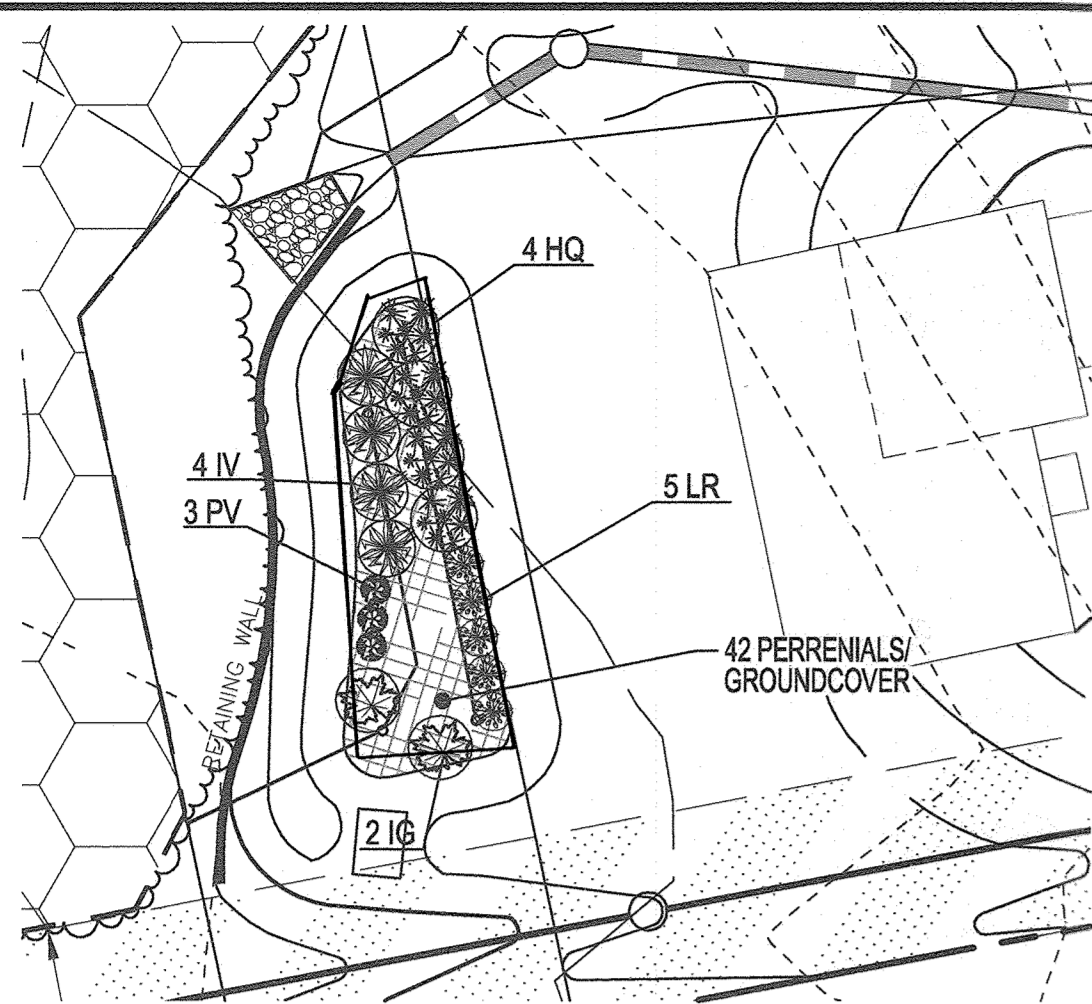 4 HQ
4 IV
3 PV
5 LR
RETAINING WALL
42 PERRENIALS/
GROUNDCOVER
2 IG